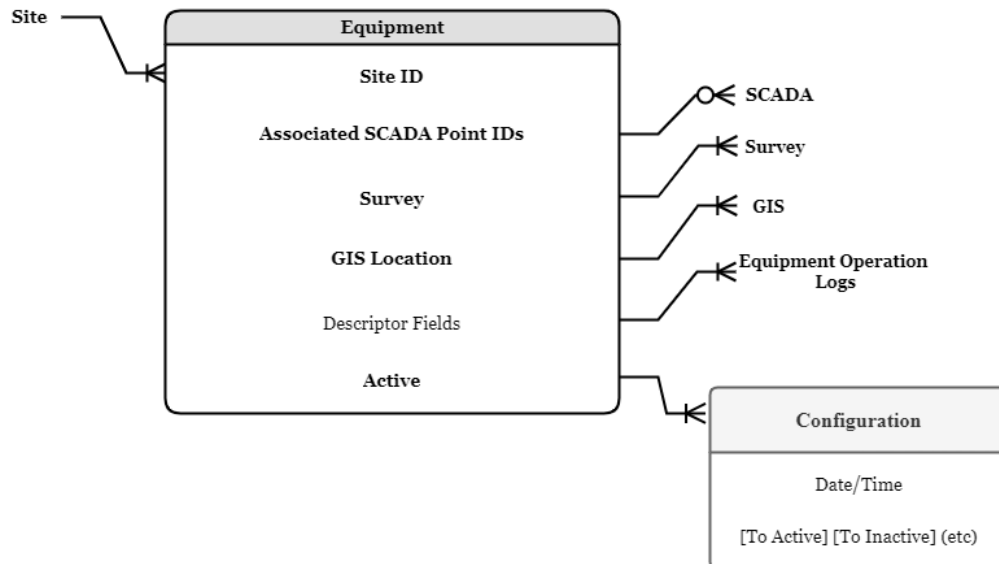 Site
Equipment
Site ID
Associated SCADA Point IDs
Survey
GIS Location
Descriptor Fields
Active
SCADA
Survey
GIS
Equipment Operation
Logs
Configuration
Date/Time
[To Active] [To Inactive] (etc)